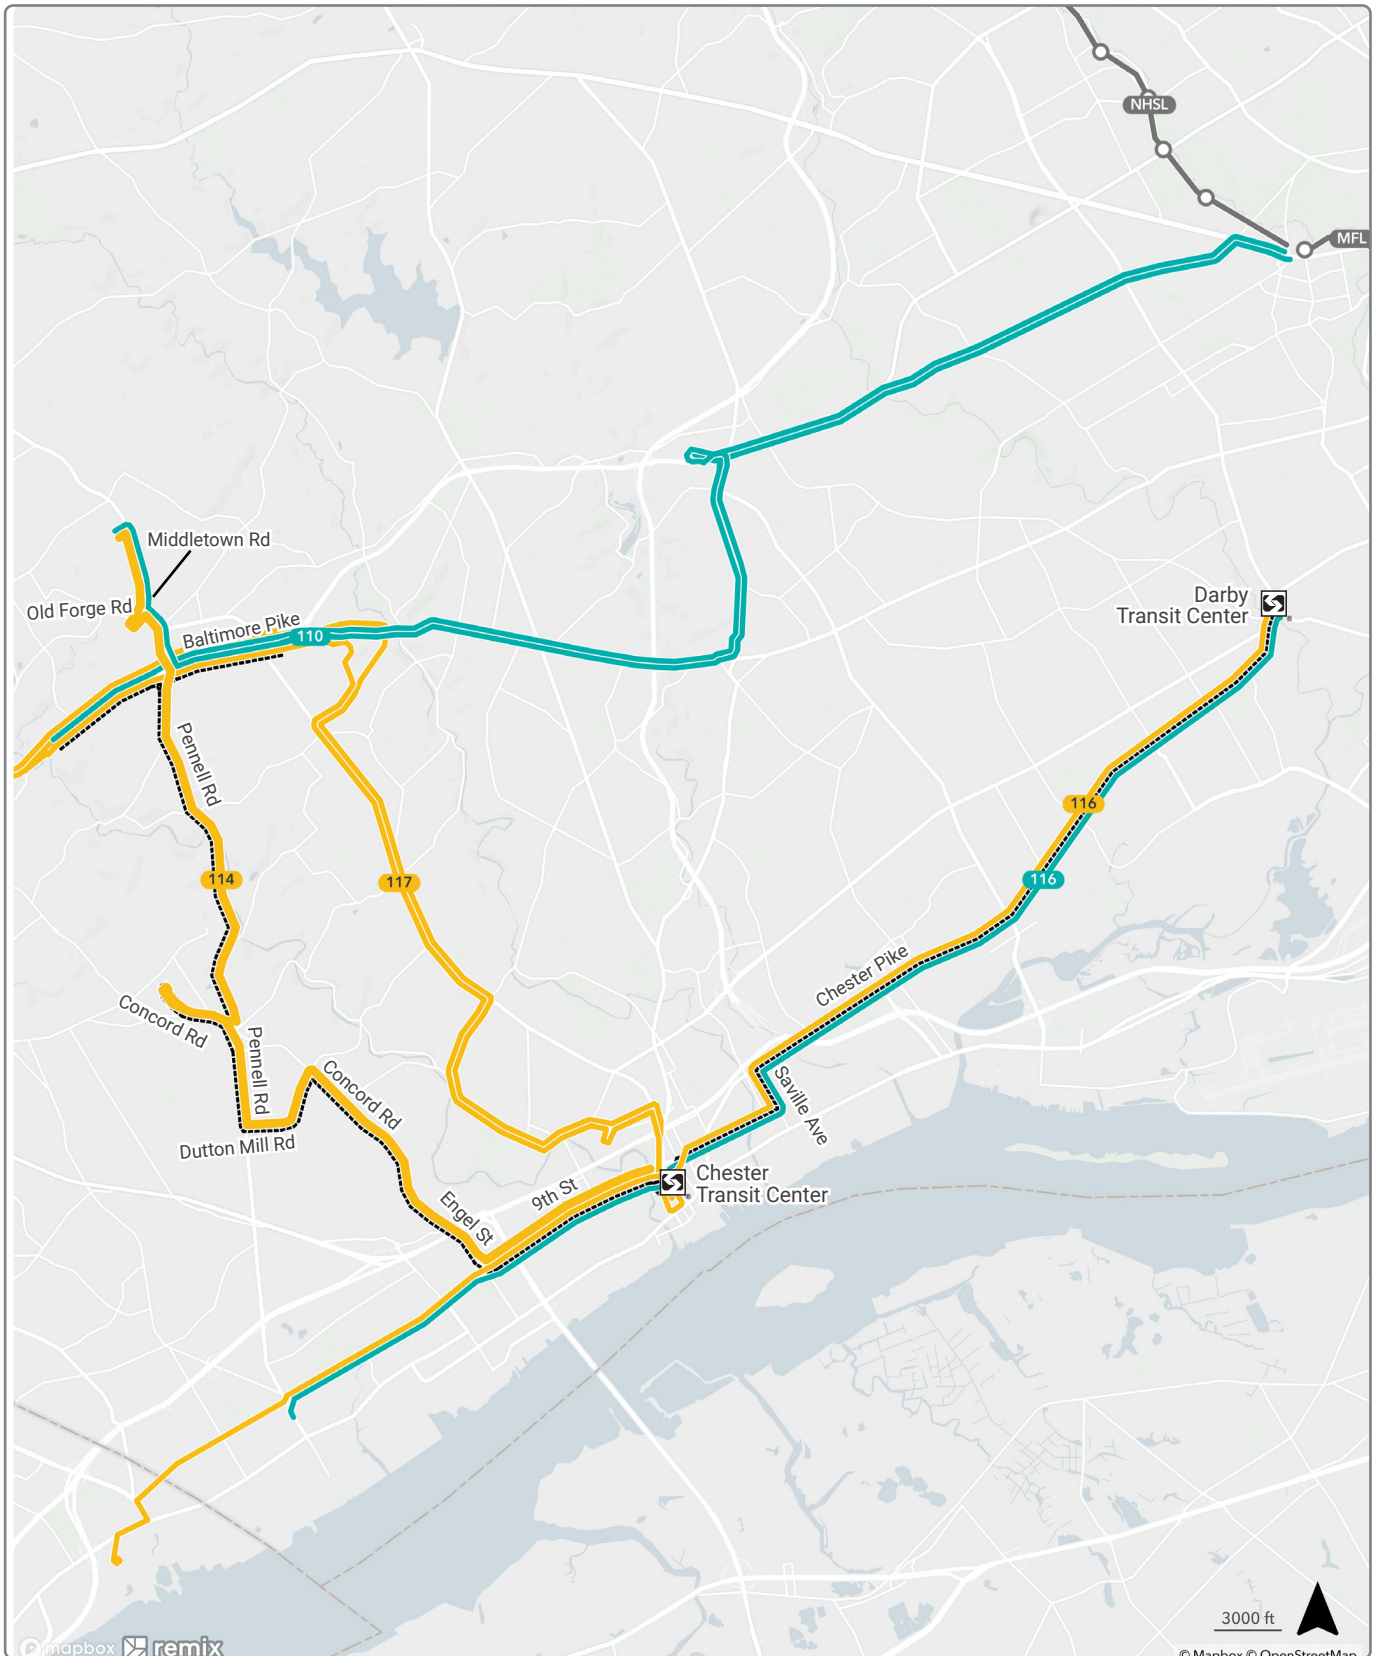 NHSL
MFL
Middletown Rd
Old Forge Rd
Baltimore Pike
110
Darby
Transit Center
®
Pennell Rd
116
114
117
116
Chester Pike
Concord Rd
Pennell Rd
Concord Rd
Saville Ave
Dutton Mill Rd
Chester
Transit Center
®
9th St
Engel St
3000 ft
mapbox
remix
© Mapbox © OpenStreetMap